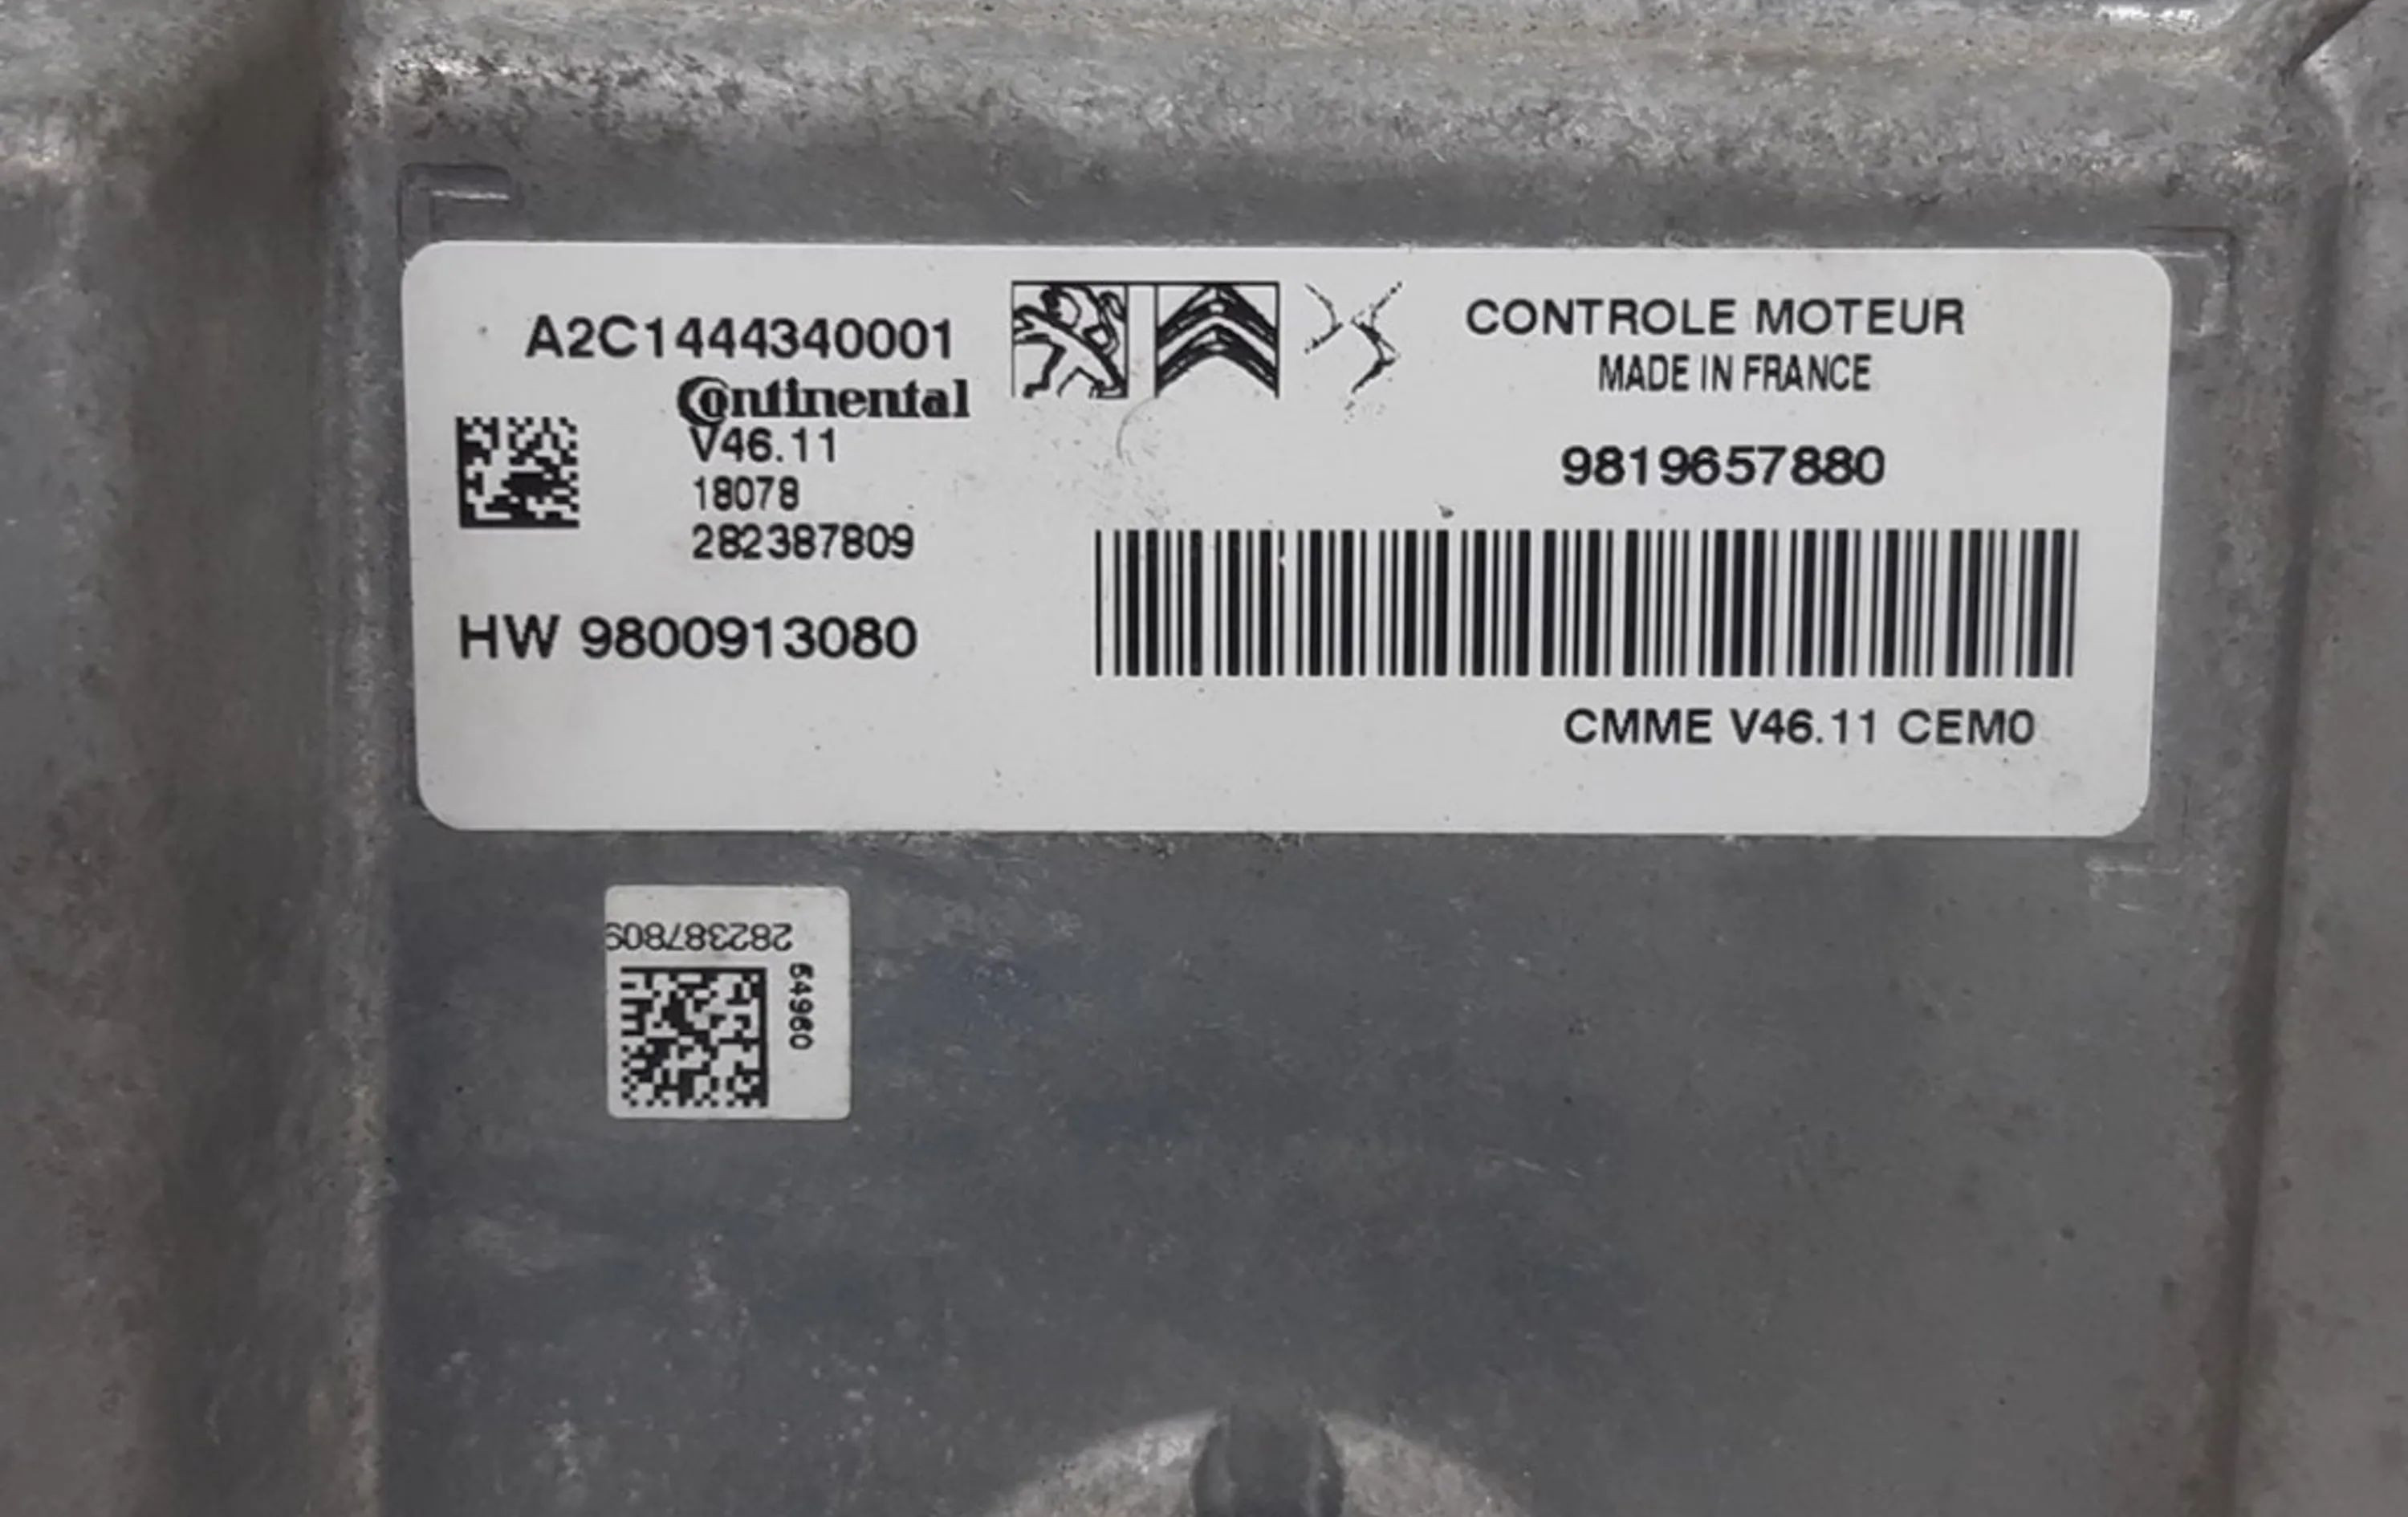 A2C1444340001
Continental
V46.11
18078
282387809
HW 9800913080
CONTROLE MOTEUR
MADE IN FRANCE
9819657880
CMME V46.11 CEM0
282387809
54960